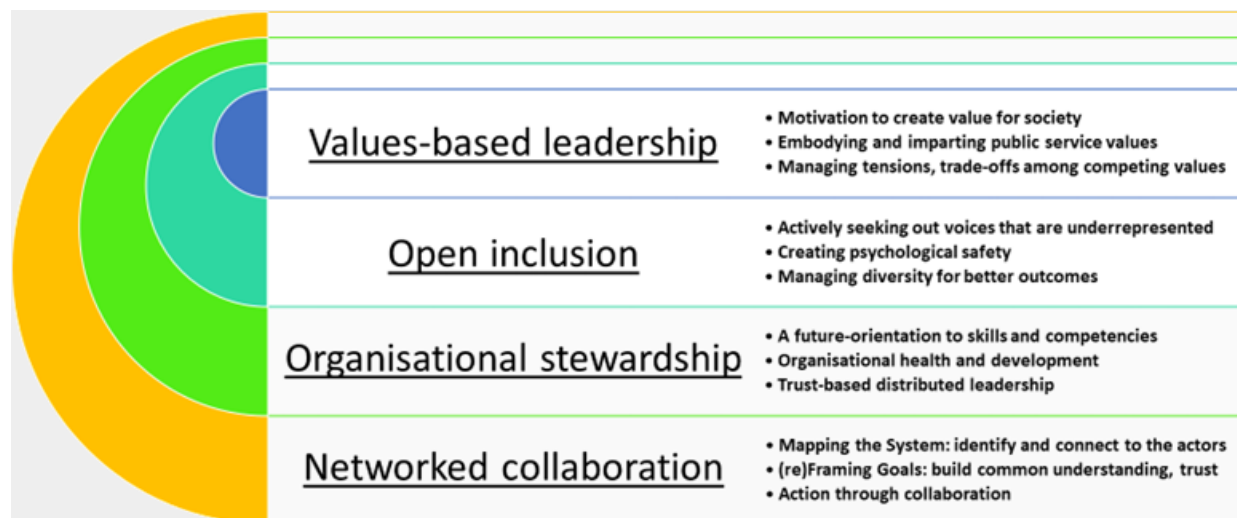 Values-based leadership
• Motivation to create value for society
• Embodying and imparting public service values
• Managing tensions, trade-offs among competing values
Open inclusion
• Actively seeking out voices that are underrepresented
• Creating psychological safety
• Managing diversity for better outcomes
Organisational stewardship
• A future-orientation to skills and competencies
• Organisational health and development
• Trust-based distributed leadership
Networked collaboration
• Mapping the System: identify and connect to the actors
• (re)Framing Goals: build common understanding, trust
• Action through collaboration